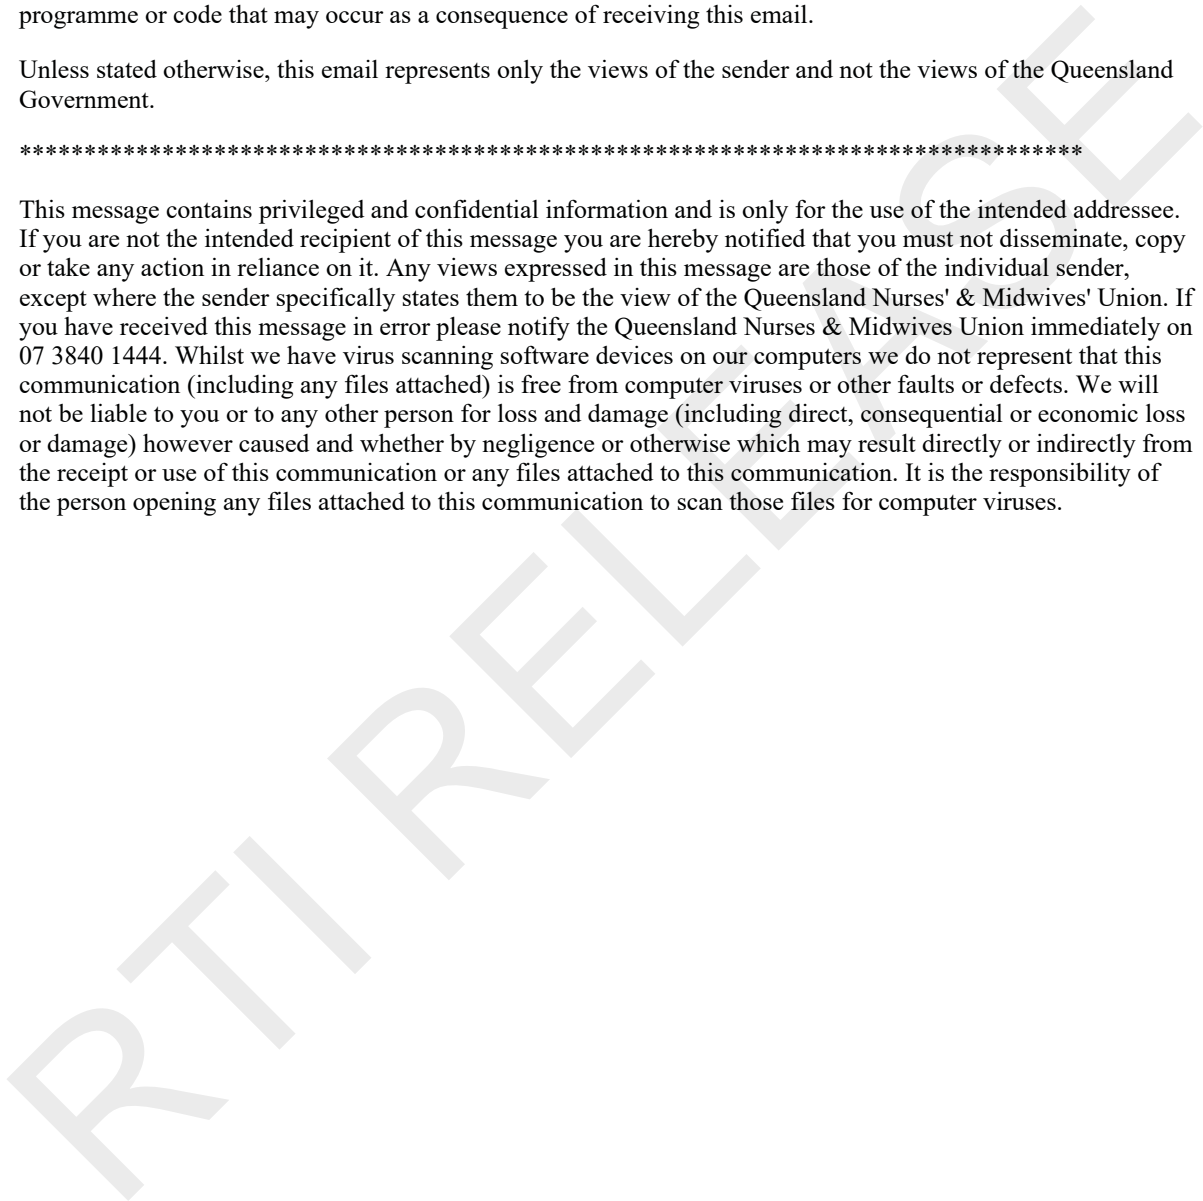 programme or code that may occur as a consequence of receiving this email.
Unless stated otherwise, this email represents only the views of the sender and not the views of the Queensland
Government.
**********************************************************************************
This message contains privileged and confidential information and is only for the use of the intended addressee.
If you are not the intended recipient of this message you are hereby notified that you must not disseminate, copy
or take any action in reliance on it. Any views expressed in this message are those of the individual sender,
except where the sender specifically states them to be the view of the Queensland Nurses' & Midwives' Union. If
you have received this message in error please notify the Queensland Nurses & Midwives Union immediately on
07 3840 1444. Whilst we have virus scanning software devices on our computers we do not represent that this
communication (including any files attached) is free from computer viruses or other faults or defects. We will
not be liable to you or to any other person for loss and damage (including direct, consequential or economic loss
or damage) however caused and whether by negligence or otherwise which may result directly or indirectly from
the receipt or use of this communication or any files attached to this communication. It is the responsibility of
the person opening any files attached to this communication to scan those files for computer viruses.
RTI RELEASE